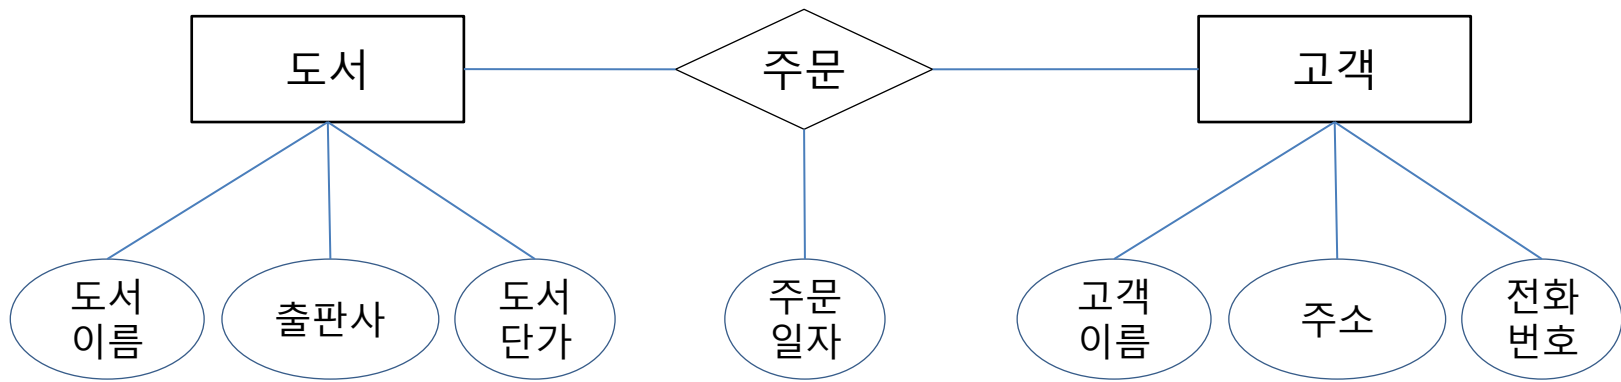 도서
주문
고객
도서
이름
출판사
도서
단가
주문
일자
고객
이름
주소
전화
번호